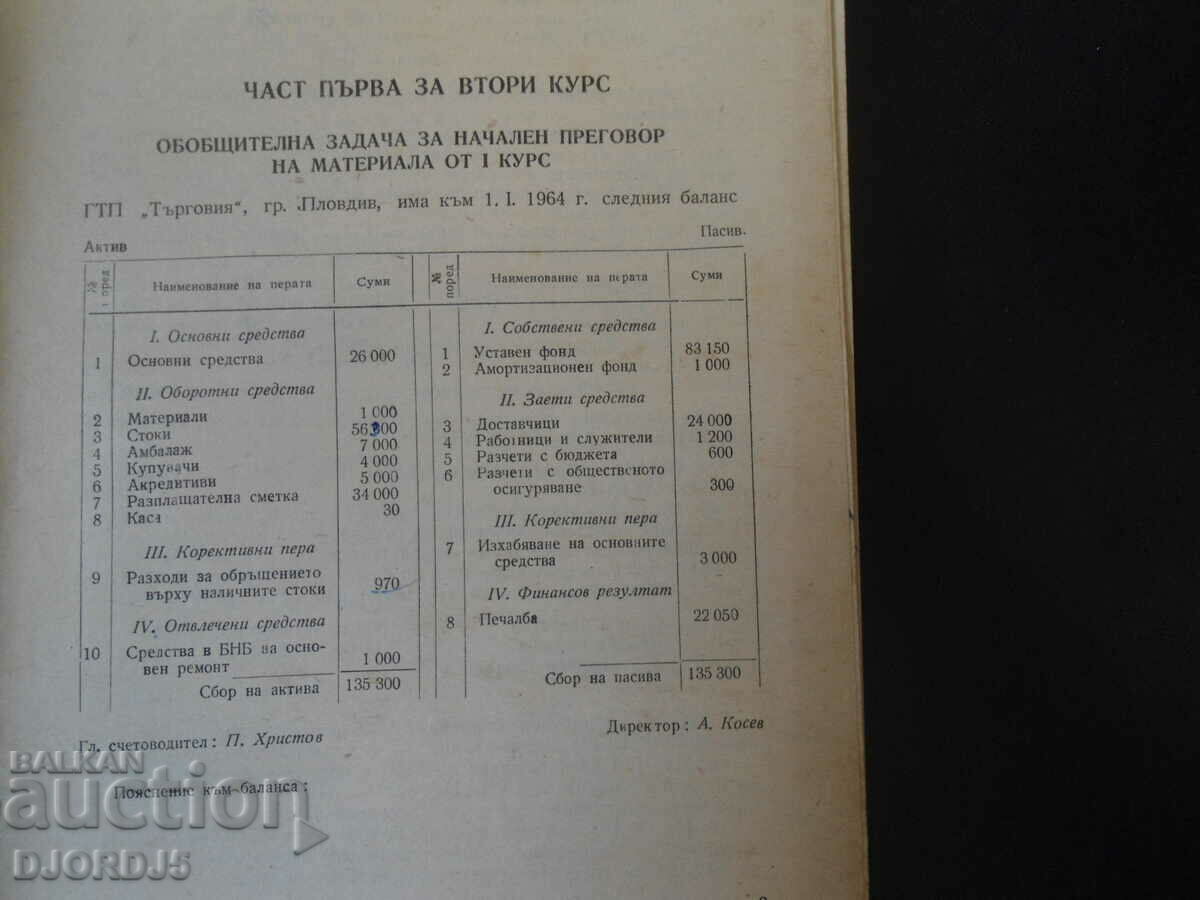 ЧАСТ ПЪРВА ЗА ВТОРИ КУРС
ОБОБЩИТЕЛНА ЗАДАЧА ЗА НАЧАЛЕН ПРЕГОВОР
НА МАТЕРИАЛА ОТ I КУРС
ГТП „Търговия“, гр. Пловдив, има към 1. I. 1964 г. следния баланс
Актив Пасив.
№ поред Наименование на перата Суми № поред Наименование на перата Суми
I. Основни средства I. Собствени средства
1 Основни средства 26 000 1 Уставен фонд 83 150
2 Амортизационен фонд 1 000
II. Оборотни средства II. Заети средства
2 Материали 1 000 3 Доставчици 24 000
3 Стоки 56300 4 Работници и служители 1 200
4 Амбалаж 7 000 5 Разчети с бюджета 600
5 Купувачи 4 000 6 Разчети с общественото
6 Акредитиви 5 000 осигуряване 300
7 Разплащателна сметка 34 000
8 Каса 30 III. Корективни пера
III. Корективни пера 7 Изхабяване на основните
средства 3 000
9 Разходи за обръщението
върху наличните стоки 970 IV. Финансов резултат
IV. Отвлечени средства 8 Печалба 22 050
10 Средства в БНБ за осно-
вен ремонт 1 000
Сбор на актива 135 300 Сбор на пасива 135 300
Гл. счетоводител: П. Христов Директор: А. Косев
Пояснение към баланса:
BALKAN
auction
DJORDJ5